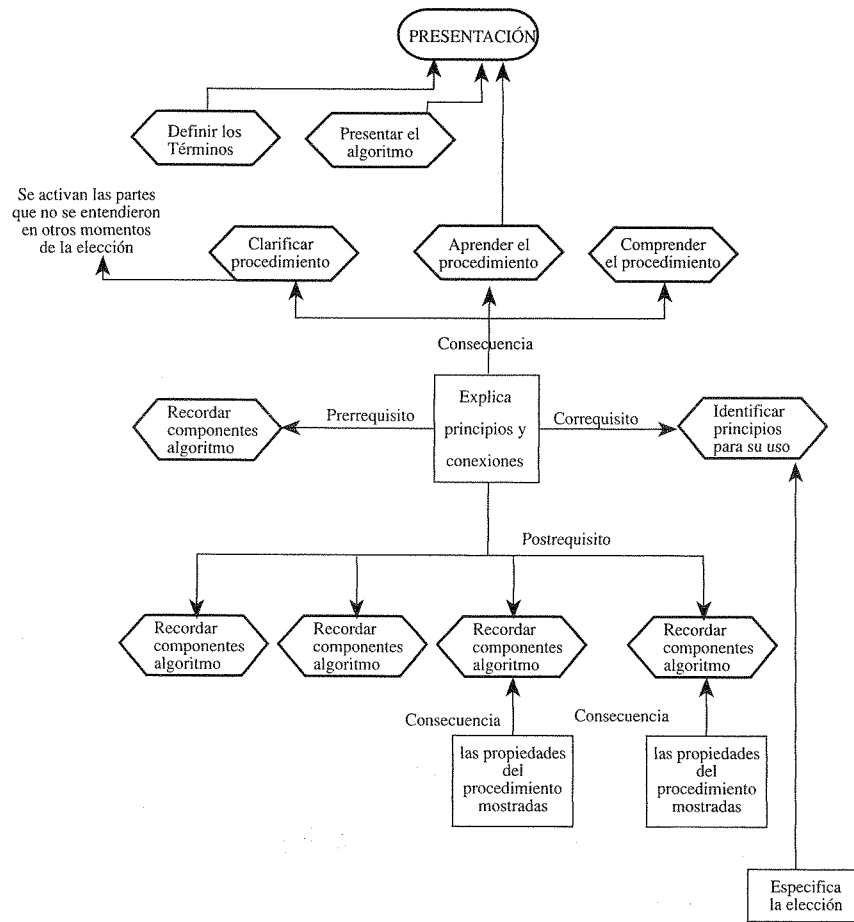 PRESENTACIÓN
Definir los
Términos
Presentar el
algoritmo
Se activan las partes
que no se entendieron
en otros momentos
de la elección
Clarificar
procedimiento
Aprender el
procedimiento
Comprender
el procedimiento
Consecuencia
Explica
principios y
conexiones
Prerrequisito
Correquisito
Recordar
componentes
algoritmo
Identificar
principios
para su uso
Postrequisito
Recordar
componentes
algoritmo
Recordar
componentes
algoritmo
Recordar
componentes
algoritmo
Recordar
componentes
algoritmo
Consecuencia
Consecuencia
las propiedades
del
procedimiento
mostradas
las propiedades
del
procedimiento
mostradas
Especifica
la elección